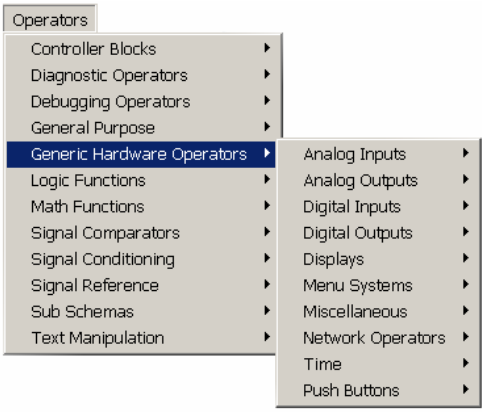 Operators
Controller Blocks
Diagnostic Operators
Debugging Operators
General Purpose
Generic Hardware Operators
Logic Functions
Math Functions
Signal Comparators
Signal Conditioning
Signal Reference
Sub Schemas
Text Manipulation
Analog Inputs
Analog Outputs
Digital Inputs
Digital Outputs
Displays
Menu Systems
Miscellaneous
Network Operators
Time
Push Buttons